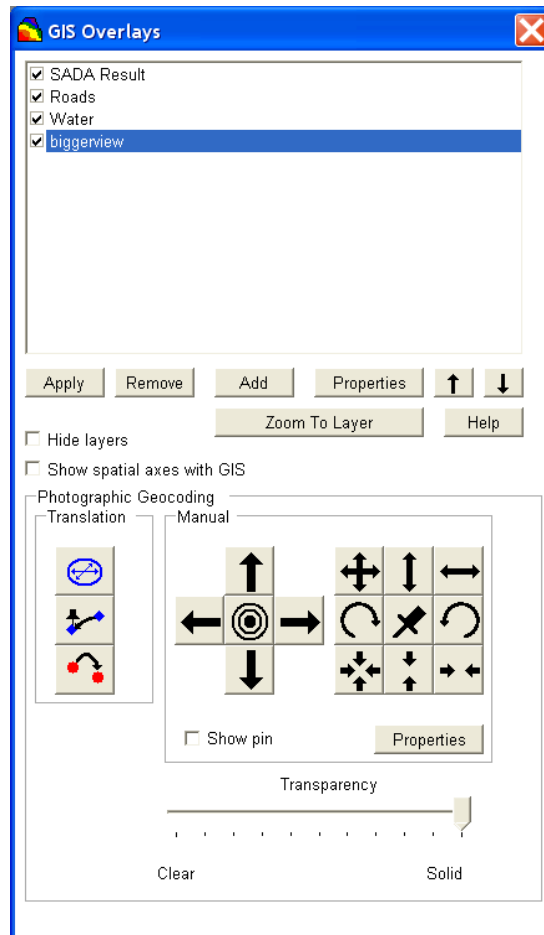 GIS Overlays
SADA Result
Roads
Water
biggerview
Apply Remove Add Properties
Zoom To Layer Help
Hide layers
Show spatial axes with GIS
Photographic Geocoding
Translation Manual
Show pin Properties
Transparency
Clear Solid